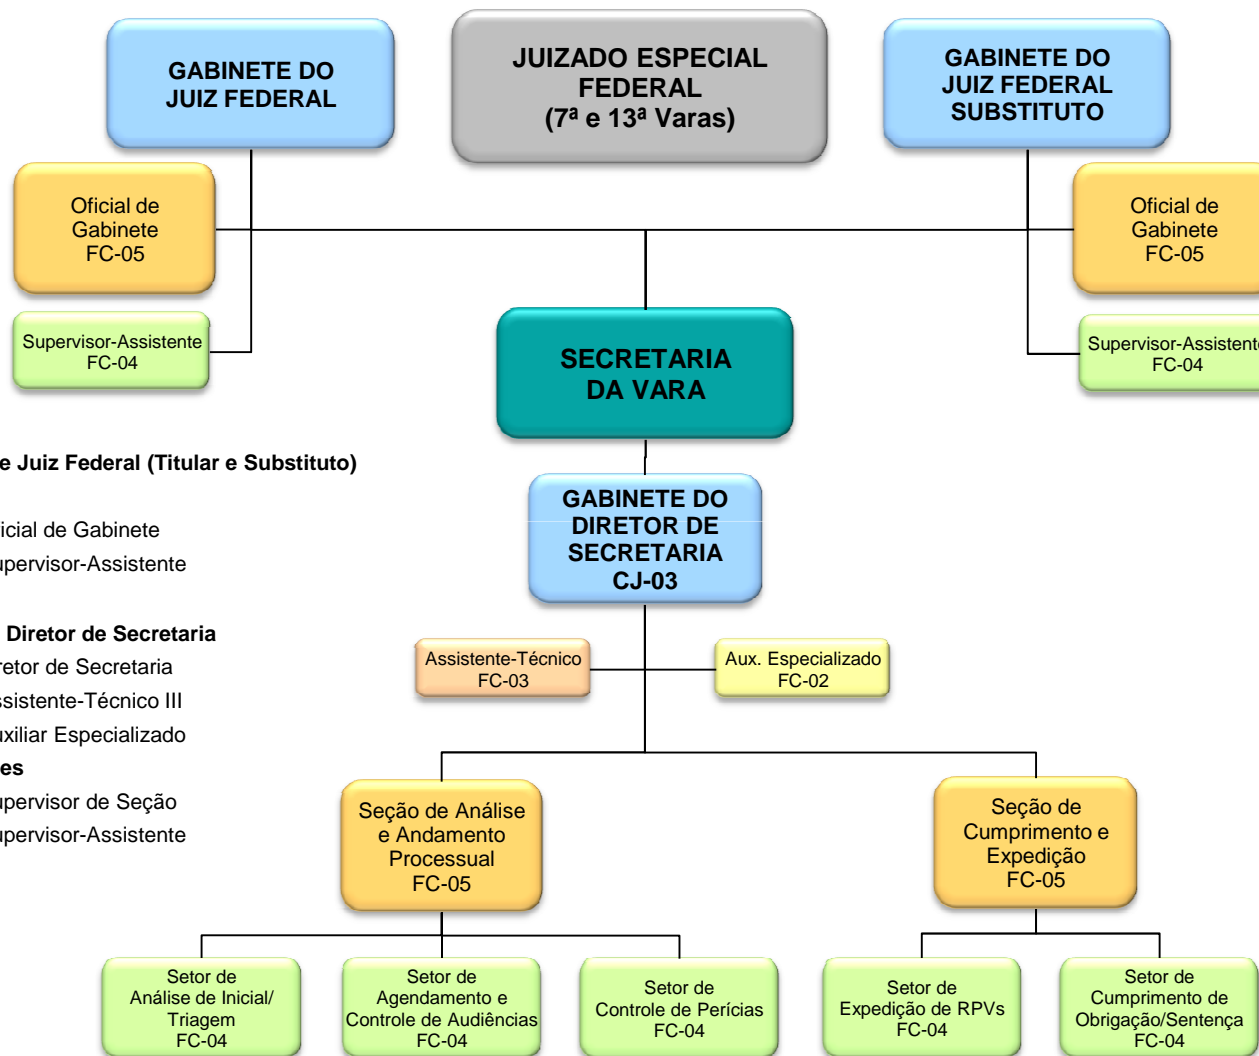 GABINETE DO
JUIZ FEDERAL
JUIZADO ESPECIAL
FEDERAL
(7ª e 13ª Varas)
GABINETE DO
JUIZ FEDERAL
SUBSTITUTO
Oficial de
Gabinete
FC-05
Oficial de
Gabinete
FC-05
Supervisor-Assistente
FC-04
SECRETARIA
DA VARA
Supervisor-Assistente
FC-04
e Juiz Federal (Titular e Substituto)
ficial de Gabinete
upervisor-Assistente
GABINETE DO
DIRETOR DE
SECRETARIA
CJ-03
Diretor de Secretaria
retor de Secretaria
ssistente-Técnico III
uxiliar Especializado
es
upervisor de Seção
upervisor-Assistente
Assistente-Técnico
FC-03
Aux. Especializado
FC-02
Seção de Análise
e Andamento
Processual
FC-05
Seção de
Cumprimento e
Expedição
FC-05
Setor de
Análise de Inicial/
Triagem
FC-04
Setor de
Agendamento e
Controle de Audiências
FC-04
Setor de
Controle de Perícias
FC-04
Setor de
Expedição de RPVs
FC-04
Setor de
Cumprimento de
Obrigação/Sentença
FC-04